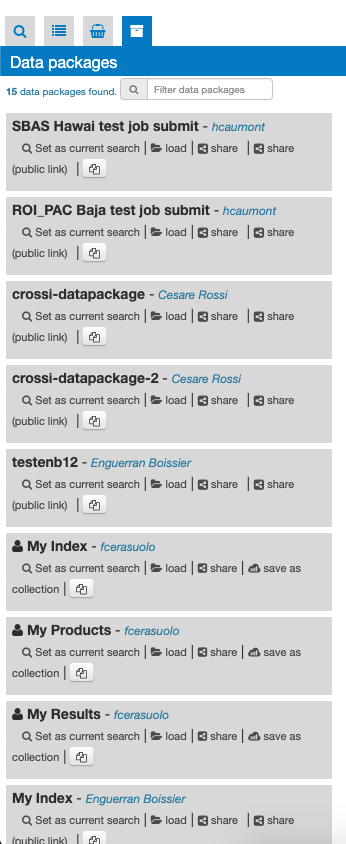 Data packages
15 data packages found. Filter data packages
SBAS Hawai test job submit - hcaumont
Set as current search | load | share | share
(public link) |
ROI_PAC Baja test job submit - hcaumont
Set as current search | load | share | share
(public link) |
crossi-datapackage - Cesare Rossi
Set as current search | load | share | share
(public link) |
crossi-datapackage-2 - Cesare Rossi
Set as current search | load | share | share
(public link) |
testenb12 - Enguerran Boissier
Set as current search | load | share | share
(public link) |
My Index - fcerasuolo
Set as current search | load | share | save as
collection |
My Products - fcerasuolo
Set as current search | load | share | save as
collection |
My Results - fcerasuolo
Set as current search | load | share | save as
collection |
My Index - Enguerran Boissier
Set as current search | load | share | share
(public link) |